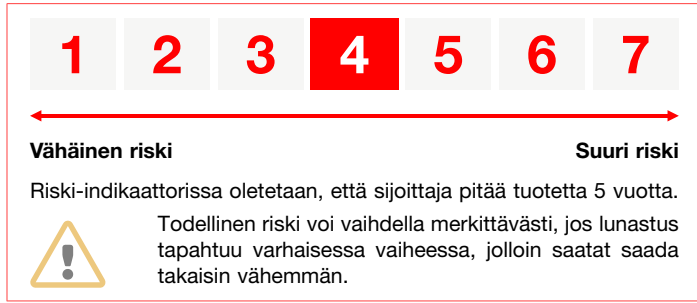 1 2 3 4 5 6 7
Vähäinen riski Suuri riski
Riski-indikaattorissa oletetaan, että sijoittaja pitää tuotetta 5 vuotta.
Todellinen riski voi vaihdella merkittävästi, jos lunastus
tapahtuu varhaisessa vaiheessa, jolloin saatat saada
takaisin vähemmän.